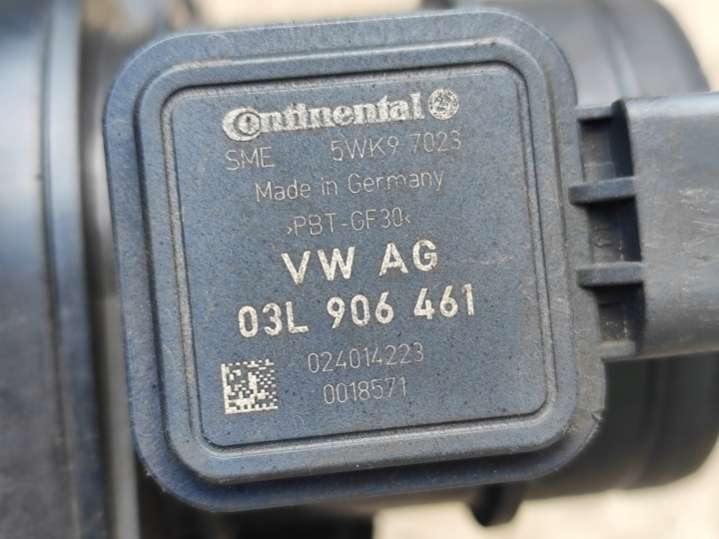 Continental
SME 5WK9 7023
Made in Germany
>PBT-GF30<
VW AG
03L 906 461
024014223
0018571